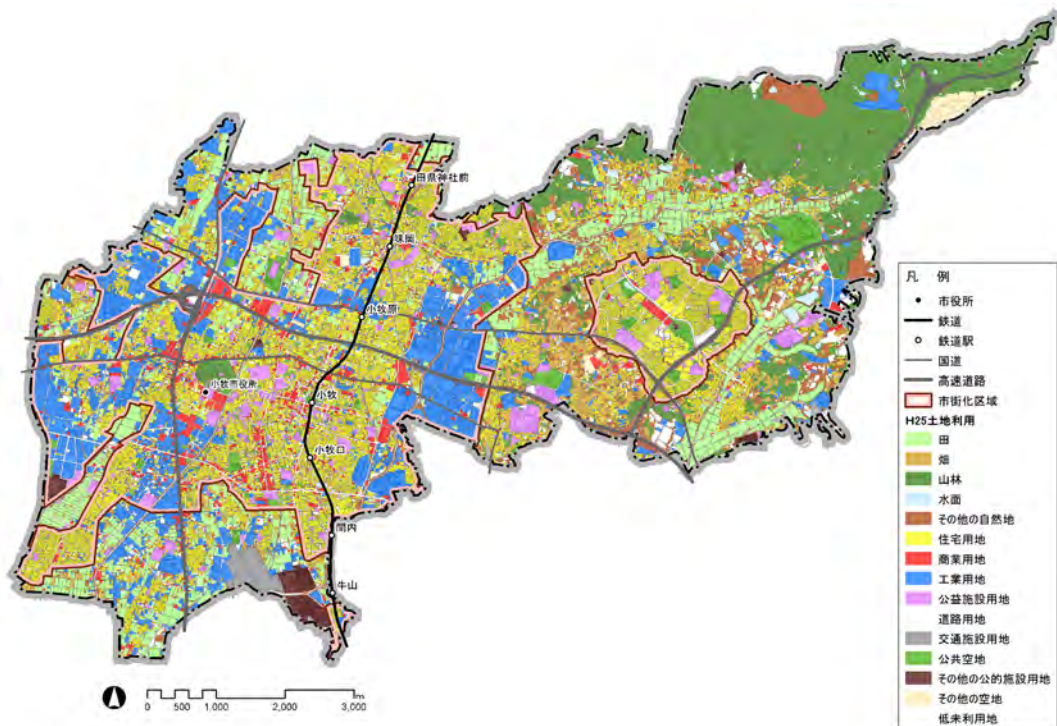 田県神社前
味岡
小牧原
小牧市役所
小牧
小牧口
間内
牛山
凡 例
市役所
鉄道
鉄道駅
国道
高速道路
市街化区域
H25土地利用
田
畑
山林
水面
その他の自然地
住宅用地
商業用地
工業用地
公益施設用地
道路用地
交通施設用地
公共空地
その他の公的施設用地
その他の空地
低未利用地
0 500 1,000 2,000 3,000 m